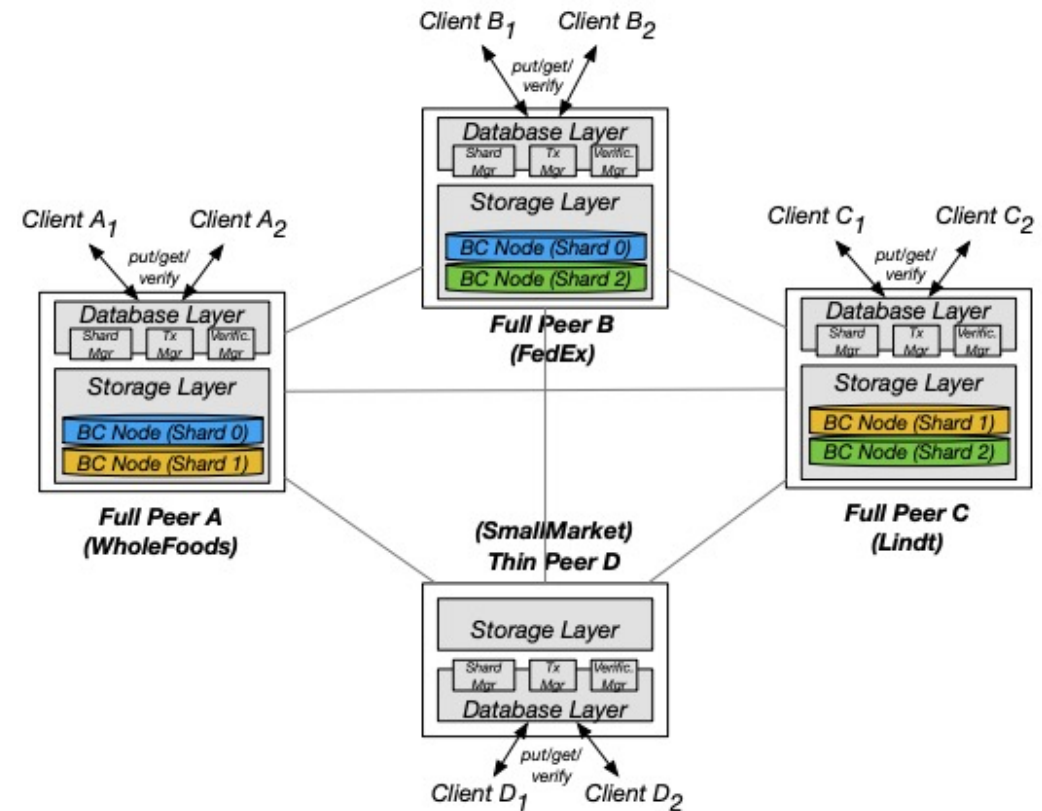 Client B1
Client B2
put/get/
verify
Database Layer
Shard
Mgr
Tx
Mgr
Verific.
Mgr
Storage Layer
BC Node (Shard 0)
BC Node (Shard 2)
Full Peer B
(FedEx)
Client A1
Client A2
put/get/
verify
Database Layer
Shard
Mgr
Tx
Mgr
Verific.
Mgr
Storage Layer
BC Node (Shard 0)
BC Node (Shard 1)
Full Peer A
(WholeFoods)
Client C1
Client C2
put/get/
verify
Database Layer
Shard
Mgr
Tx
Mgr
Verific.
Mgr
Storage Layer
BC Node (Shard 1)
BC Node (Shard 2)
Full Peer C
(Lindt)
(SmallMarket)
Thin Peer D
Storage Layer
Shard
Mgr
Tx
Mgr
Verific.
Mgr
Database Layer
put/get/
verify
Client D1
Client D2